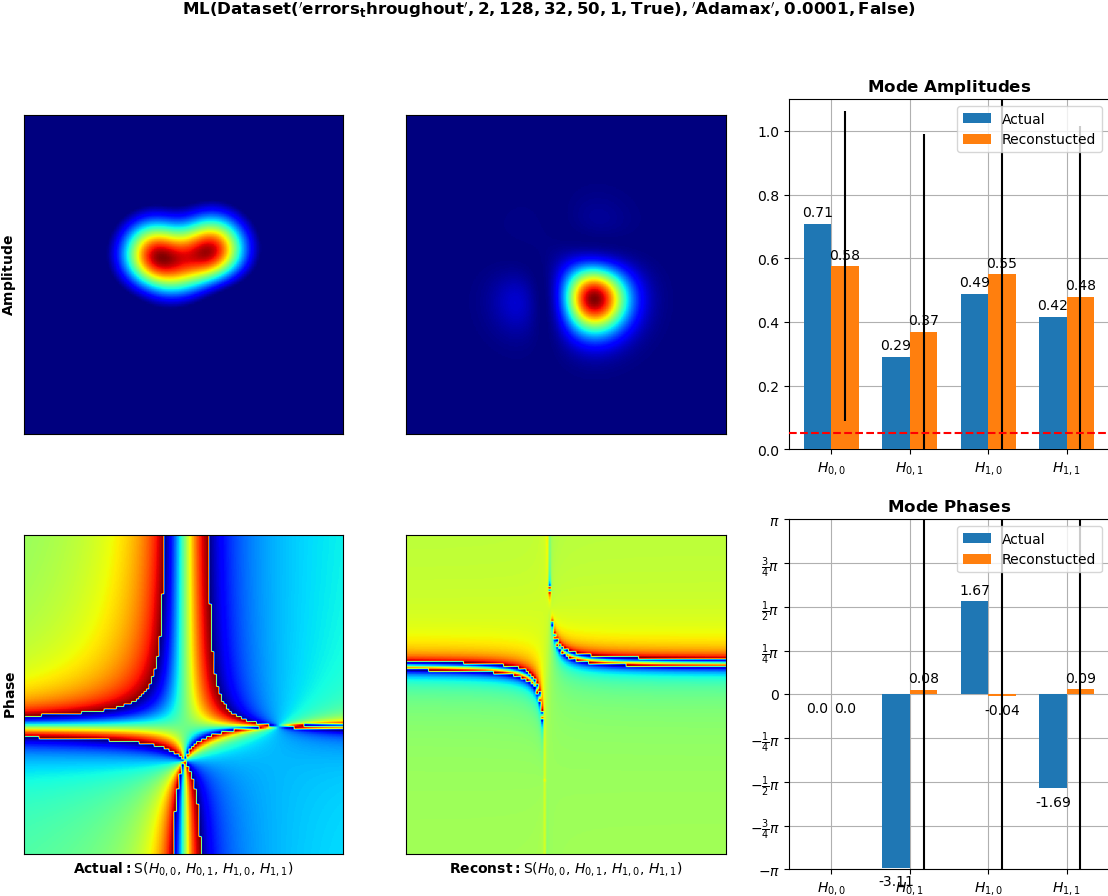 ML(Dataset('errors_throughout', 2, 128, 32, 50, 1, True), 'Adamax', 0.0001, False)
Amplitude
Mode Amplitudes
Actual
Reconstucted
1.0
0.8
0.6
0.4
0.2
0.0
0.71
0.58
0.29
0.37
0.49
0.55
0.42
0.48
H0,0
H0,1
H1,0
H1,1
Phase
Actual: S(H0,0, H0,1, H1,0, H1,1)
Reconst: S(H0,0, H0,1, H1,0, H1,1)
Mode Phases
Actual
Reconstucted
π
3/4π
1/2π
1/4π
0
−1/4π
−1/2π
−3/4π
−π
0.0
0.0
-3.11
0.08
1.67
-0.04
-1.69
0.09
H0,0
H0,1
H1,0
H1,1